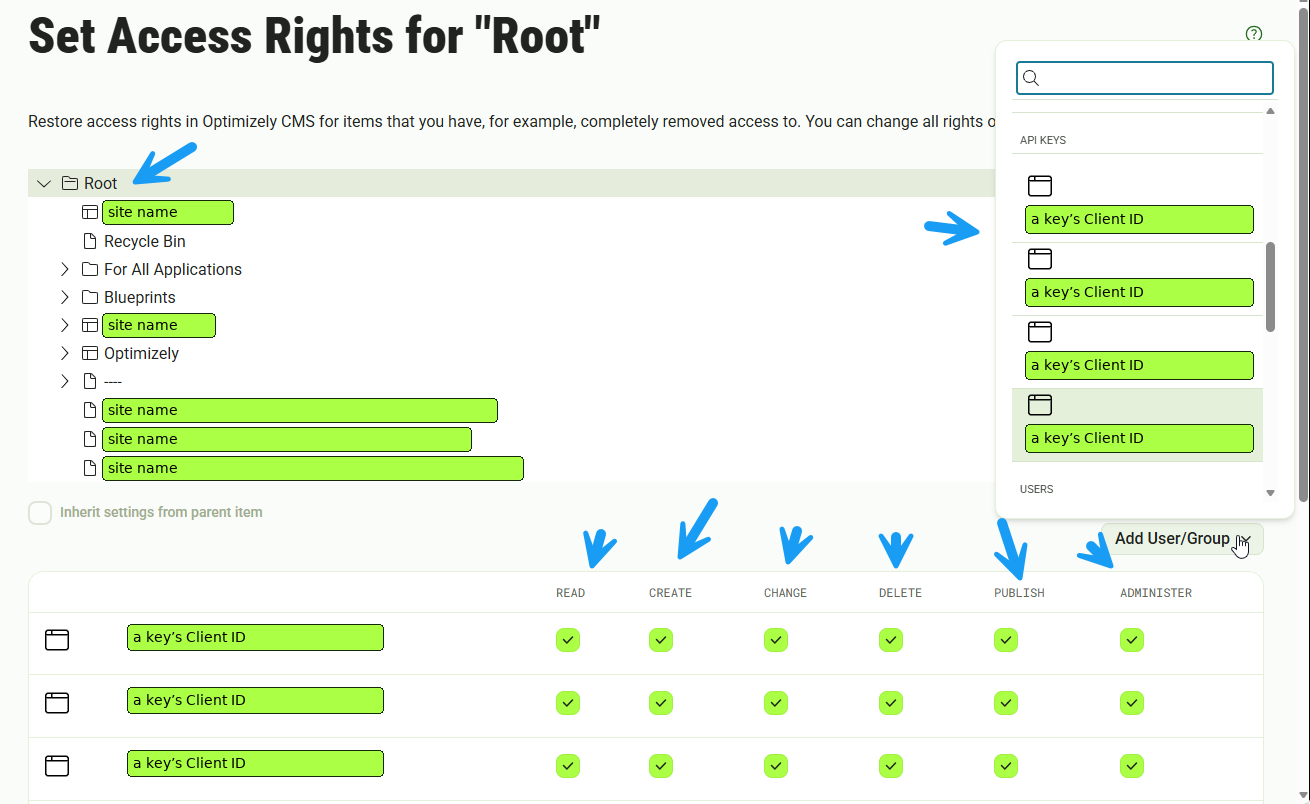 Set Access Rights for "Root"
Restore access rights in Optimizely CMS for items that you have, for example, completely removed access to. You can change all rights o
Root
site name
Recycle Bin
For All Applications
Blueprints
site name
Optimizely
----
site name
site name
site name
API KEYS
a key’s Client ID
a key’s Client ID
a key’s Client ID
a key’s Client ID
USERS
Inherit settings from parent item
Add User/Group
READ CREATE CHANGE DELETE PUBLISH ADMINISTER
a key’s Client ID
a key’s Client ID
a key’s Client ID